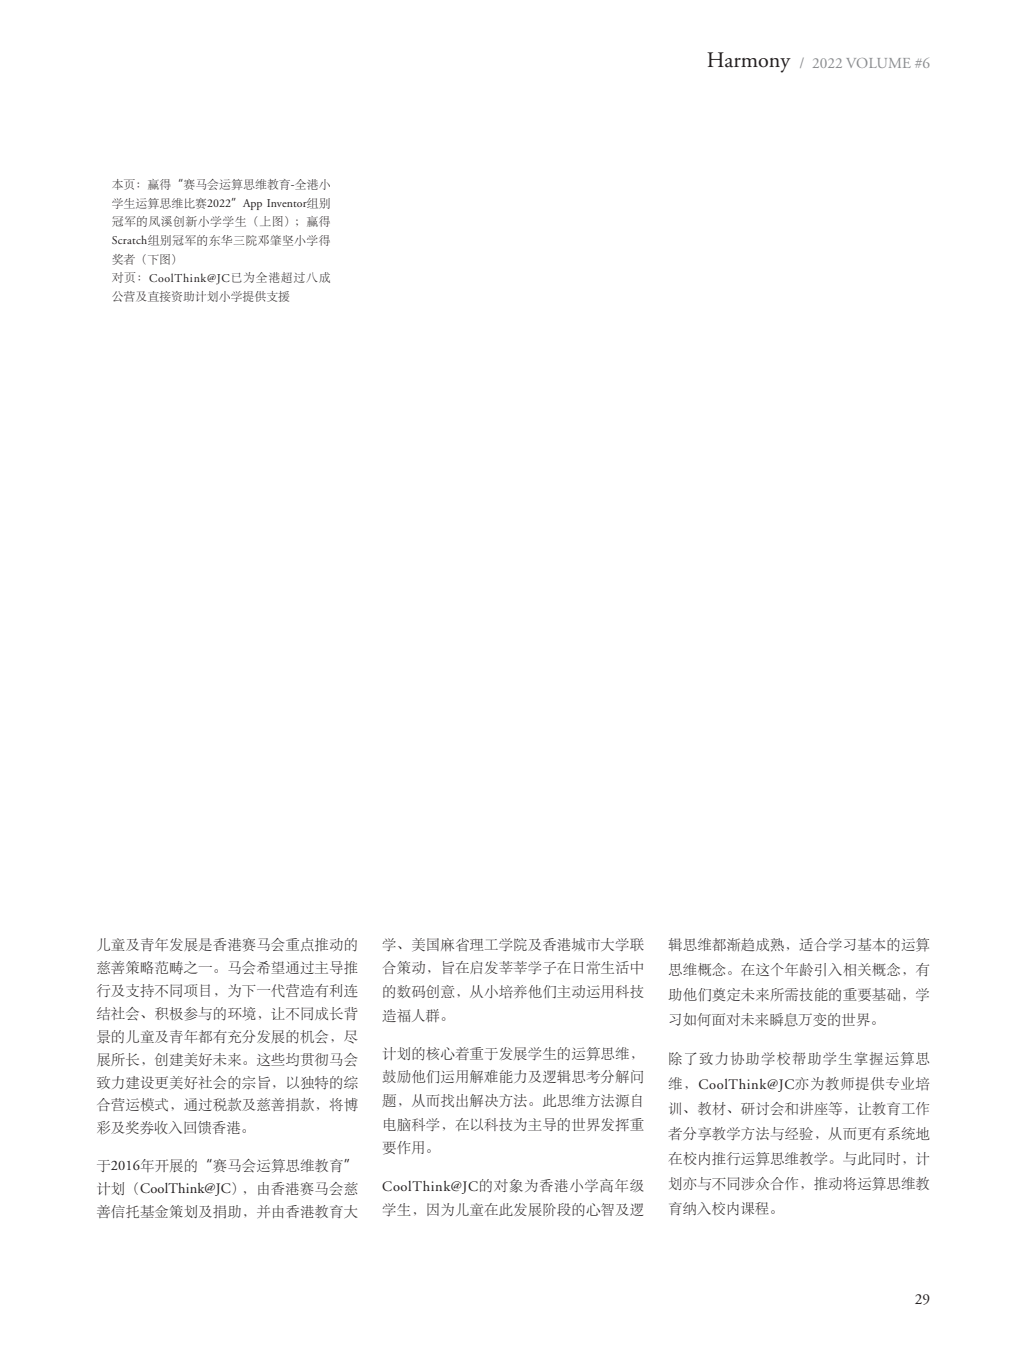 Harmony / 2022 VOLUME #6
本页：赢得“赛马会运算思维教育-全港小
学生运算思维比赛2022”App Inventor组别
冠军的凤溪创新小学学生（上图）；赢得
Scratch组别冠军的东华三院邓肇坚小学得
奖者（下图）
对页：CoolThink@JC已为全港超过八成
公营及直接资助计划小学提供支援
儿童及青年发展是香港赛马会重点推动的
慈善策略范畴之一。马会希望通过主导推
行及支持不同项目，为下一代营造有利连
结社会、积极参与的环境，让不同成长背
景的儿童及青年都有充分发展的机会，尽
展所长，创建美好未来。这些均贯彻马会
致力建设更美好社会的宗旨，以独特的综
合营运模式，通过税款及慈善捐款，将博
彩及奖券收入回馈香港。
于2016年开展的“赛马会运算思维教育”
计划（CoolThink@JC），由香港赛马会慈
善信托基金策划及捐助，并由香港教育大
学、美国麻省理工学院及香港城市大学联
合策动，旨在启发莘莘学子在日常生活中
的数码创意，从小培养他们主动运用科技
造福人群。
计划的核心着重于发展学生的运算思维，
鼓励他们运用解难能力及逻辑思考分解问
题，从而找出解决方法。此思维方法源自
电脑科学，在以科技为主导的世界发挥重
要作用。
CoolThink@JC的对象为香港小学高年级
学生，因为儿童在此发展阶段的心智及逻
辑思维都渐趋成熟，适合学习基本的运算
思维概念。在这个年龄引入相关概念，有
助他们奠定未来所需技能的重要基础，学
习如何面对未来瞬息万变的世界。
除了致力协助学校帮助学生掌握运算思
维，CoolThink@JC亦为教师提供专业培
训、教材、研讨会和讲座等，让教育工作
者分享教学方法与经验，从而更有系统地
在校内推行运算思维教学。与此同时，计
划亦与不同涉众合作，推动将运算思维教
育纳入校内课程。
29